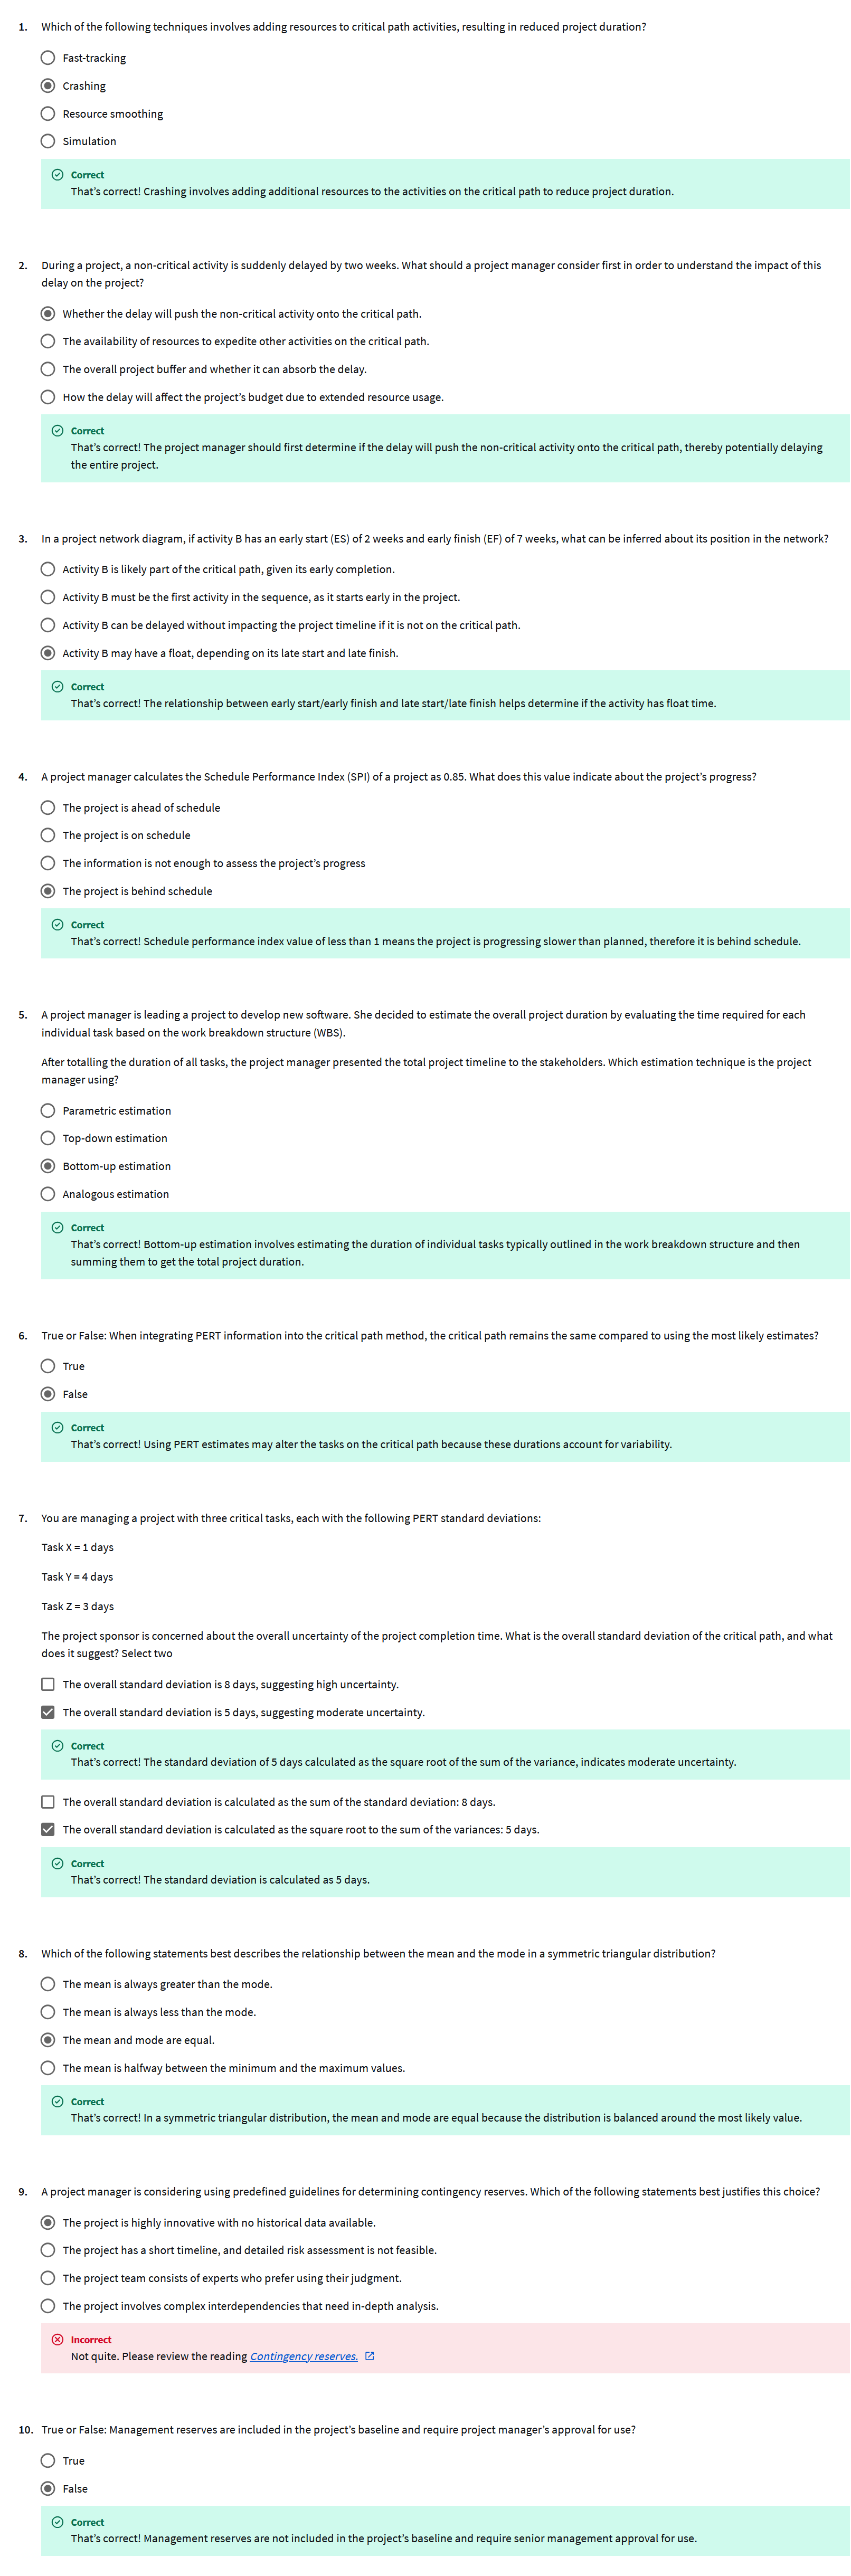 1. Which of the following techniques involves adding resources to critical path activities, resulting in reduced project duration?
Fast-tracking
Crashing
Resource smoothing
Simulation
Correct
That's correct! Crashing involves adding additional resources to the activities on the critical path to reduce project duration.
2. During a project, a non-critical activity is suddenly delayed by two weeks. What should a project manager consider first in order to understand the impact of this
delay on the project?
Whether the delay will push the non-critical activity onto the critical path.
The availability of resources to expedite other activities on the critical path.
The overall project buffer and whether it can absorb the delay.
How the delay will affect the project's budget due to extended resource usage.
Correct
That's correct! The project manager should first determine if the delay will push the non-critical activity onto the critical path, thereby potentially delaying
the entire project.
3. In a project network diagram, if activity B has an early start (ES) of 2 weeks and early finish (EF) of 7 weeks, what can be inferred about its position in the network?
Activity B is likely part of the critical path, given its early completion.
Activity B must be the first activity in the sequence, as it starts early in the project.
Activity B can be delayed without impacting the project timeline if it is not on the critical path.
Activity B may have a float, depending on its late start and late finish.
Correct
That's correct! The relationship between early start/early finish and late start/late finish helps determine if the activity has float time.
4. A project manager calculates the Schedule Performance Index (SPI) of a project as 0.85. What does this value indicate about the project's progress?
The project is ahead of schedule
The project is on schedule
The information is not enough to assess the project's progress
The project is behind schedule
Correct
That's correct! Schedule performance index value of less than 1 means the project is progressing slower than planned, therefore it is behind schedule.
5. A project manager is leading a project to develop new software. She decided to estimate the overall project duration by evaluating the time required for each
individual task based on the work breakdown structure (WBS).
After totalling the duration of all tasks, the project manager presented the total project timeline to the stakeholders. Which estimation technique is the project
manager using?
Parametric estimation
Top-down estimation
Bottom-up estimation
Analogous estimation
Correct
That's correct! Bottom-up estimation involves estimating the duration of individual tasks typically outlined in the work breakdown structure and then
summing them to get the total project duration.
6. True or False: When integrating PERT information into the critical path method, the critical path remains the same compared to using the most likely estimates?
True
False
Correct
That's correct! Using PERT estimates may alter the tasks on the critical path because these durations account for variability.
7. You are managing a project with three critical tasks, each with the following PERT standard deviations:
Task X = 1 days
Task Y = 4 days
Task Z = 3 days
The project sponsor is concerned about the overall uncertainty of the project completion time. What is the overall standard deviation of the critical path, and what
does it suggest? Select two
The overall standard deviation is 8 days, suggesting high uncertainty.
The overall standard deviation is 5 days, suggesting moderate uncertainty.
Correct
That's correct! The standard deviation of 5 days calculated as the square root of the sum of the variance, indicates moderate uncertainty.
The overall standard deviation is calculated as the sum of the standard deviation: 8 days.
The overall standard deviation is calculated as the square root to the sum of the variances: 5 days.
Correct
That's correct! The standard deviation is calculated as 5 days.
8. Which of the following statements best describes the relationship between the mean and the mode in a symmetric triangular distribution?
The mean is always greater than the mode.
The mean is always less than the mode.
The mean and mode are equal.
The mean is halfway between the minimum and the maximum values.
Correct
That's correct! In a symmetric triangular distribution, the mean and mode are equal because the distribution is balanced around the most likely value.
9. A project manager is considering using predefined guidelines for determining contingency reserves. Which of the following statements best justifies this choice?
The project is highly innovative with no historical data available.
The project has a short timeline, and detailed risk assessment is not feasible.
The project team consists of experts who prefer using their judgment.
The project involves complex interdependencies that need in-depth analysis.
Incorrect
Not quite. Please review the reading Contingency reserves.
10. True or False: Management reserves are included in the project's baseline and require project manager's approval for use?
True
False
Correct
That's correct! Management reserves are not included in the project's baseline and require senior management approval for use.